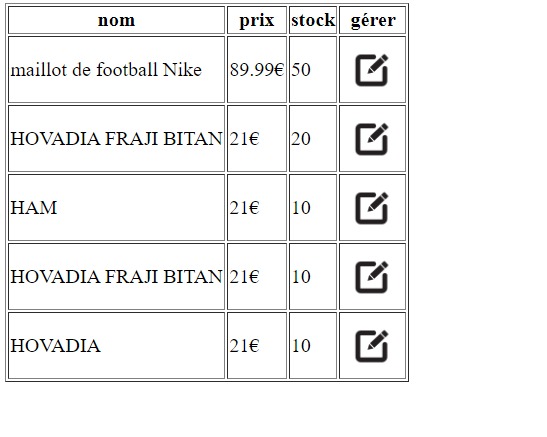 nom prix stock gérer
maillot de football Nike 89.99€ 50
HOVADIA FRAJI BITAN 21€ 20
HAM 21€ 10
HOVADIA FRAJI BITAN 21€ 10
HOVADIA 21€ 10